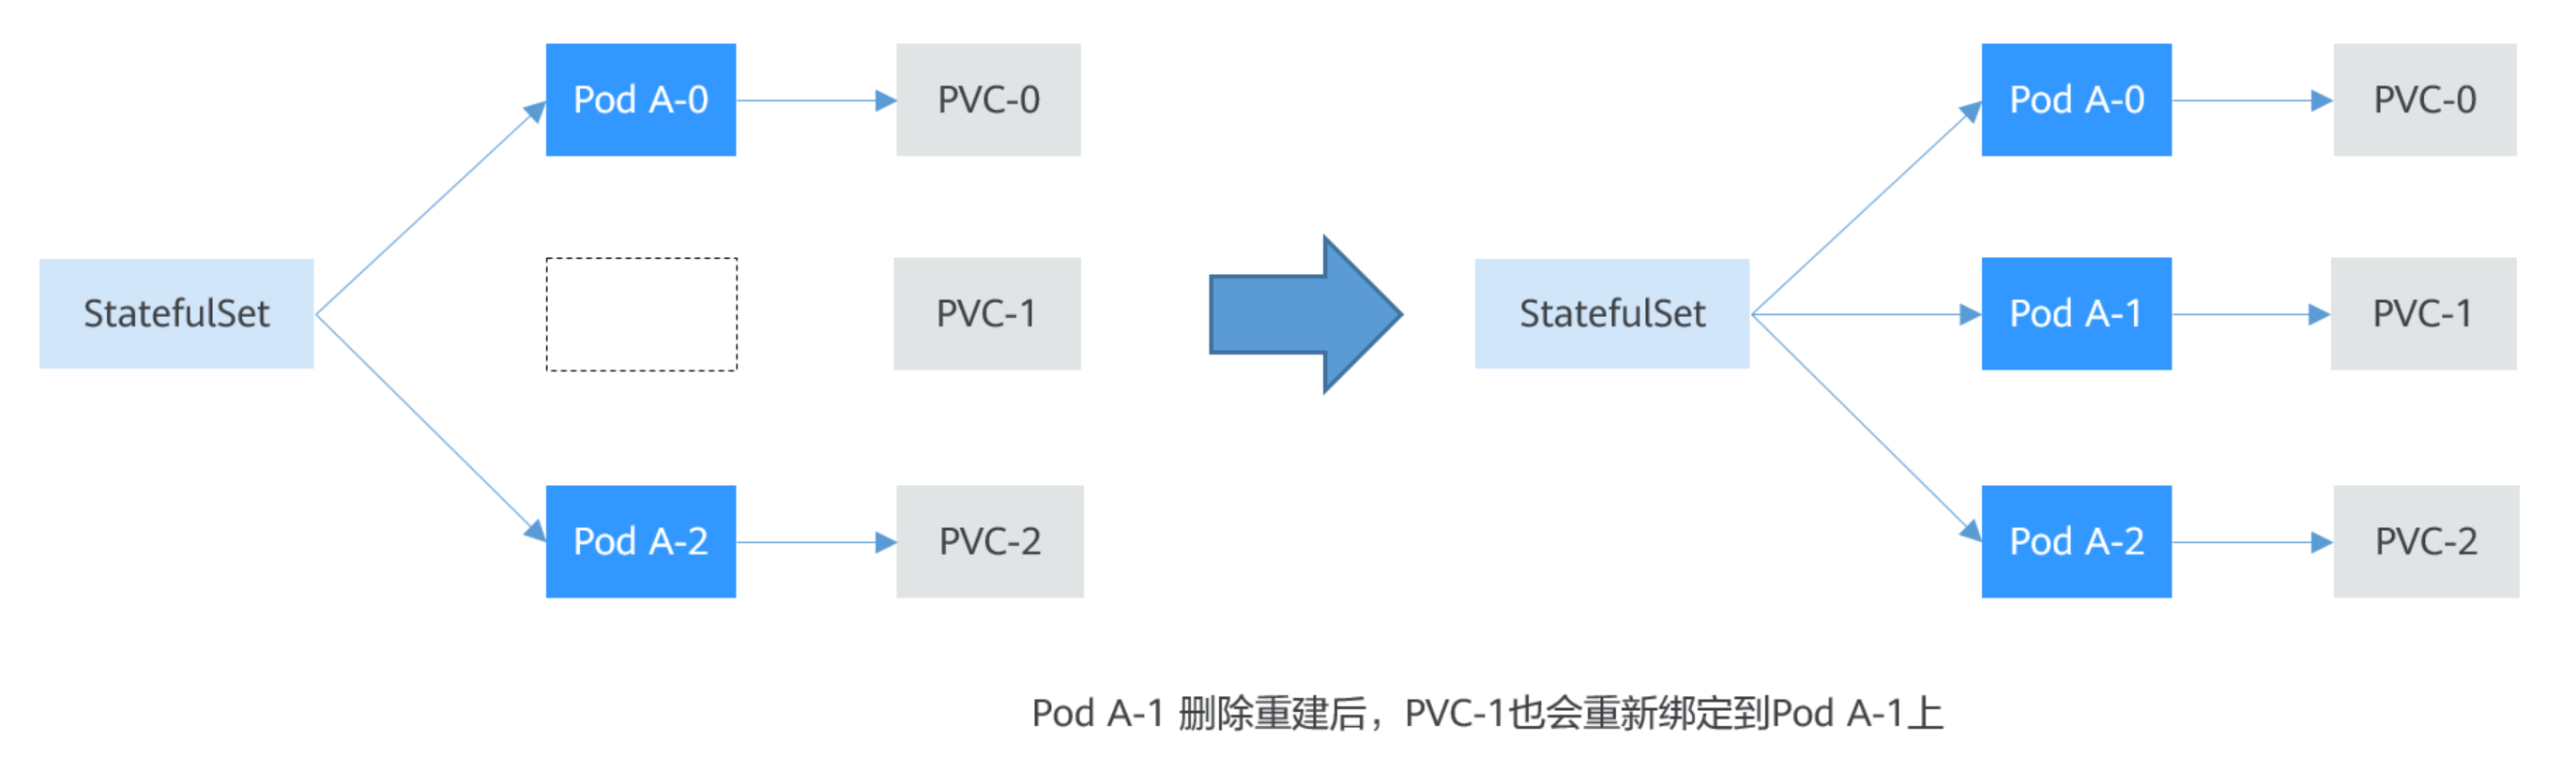 Pod A-0
PVC-0
StatefulSet
PVC-1
Pod A-2
PVC-2
Pod A-0
PVC-0
StatefulSet
Pod A-1
PVC-1
Pod A-2
PVC-2
Pod A-1 删除重建后，PVC-1也会重新绑定到Pod A-1上